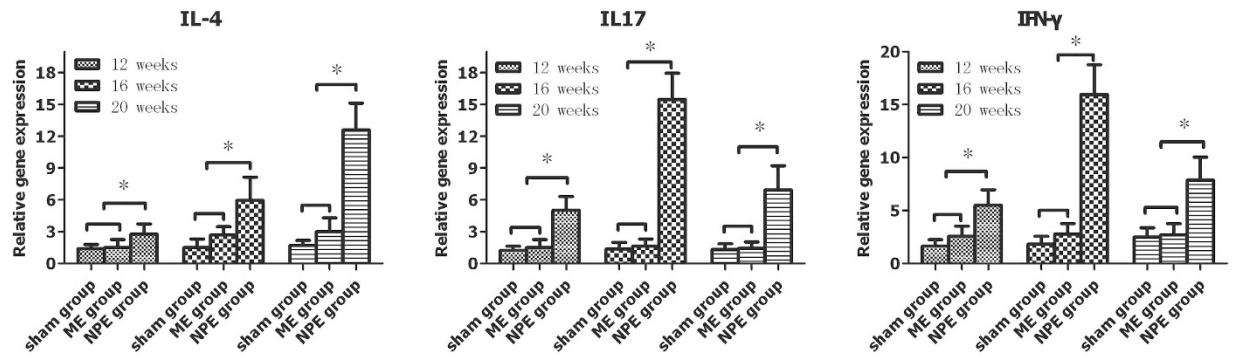 IL-4
Relative gene expression
18
15
12
9
6
3
0
12 weeks
16 weeks
20 weeks
*
*
*
sham group
ME group
NPE group
sham group
ME group
NPE group
sham group
ME group
NPE group
IL17
Relative gene expression
18
15
12
9
6
3
0
12 weeks
16 weeks
20 weeks
*
*
*
sham group
ME group
NPE group
sham group
ME group
NPE group
sham group
ME group
NPE group
IFN-γ
Relative gene expression
20
15
10
5
0
12 weeks
16 weeks
20 weeks
*
*
*
sham group
ME group
NPE group
sham group
ME group
NPE group
sham group
ME group
NPE group